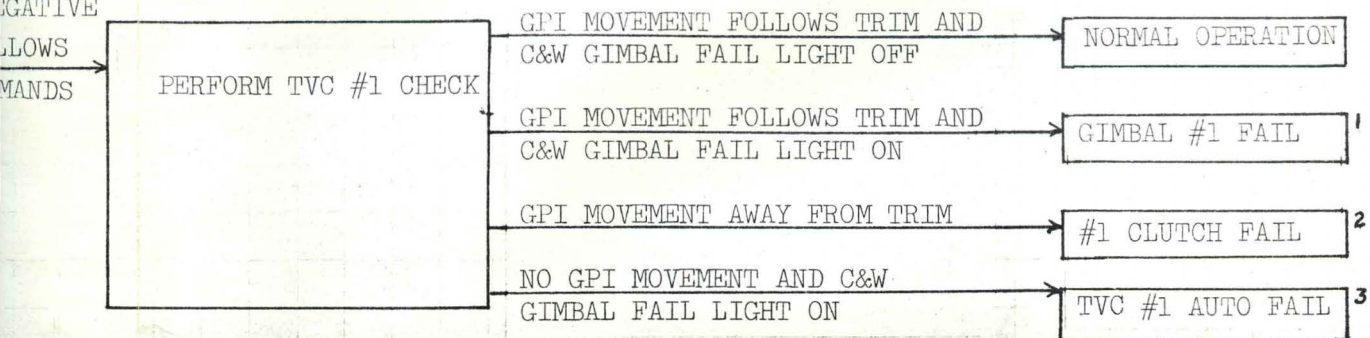 LLOWS
PERFORM TVC #1 CHECK
GPI MOVEMENT FOLLOWS TRIM AND
C&W GIMBAL FAIL LIGHT OFF
NORMAL OPERATION
GPI MOVEMENT FOLLOWS TRIM AND
C&W GIMBAL FAIL LIGHT ON
GIMBAL #1 FAIL 1
GPI MOVEMENT AWAY FROM TRIM
#1 CLUTCH FAIL 2
NO GPI MOVEMENT AND C&W
GIMBAL FAIL LIGHT ON
TVC #1 AUTO FAIL 3